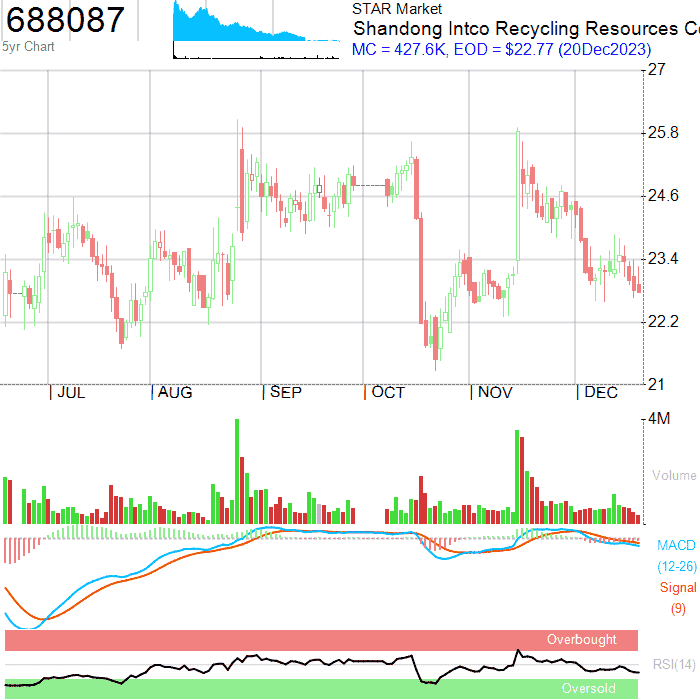 688087
5yr Chart
STAR Market
Shandong Intco Recycling Resources Co
MC = 427.6K, EOD = $22.77 (20Dec2023)
27
25.8
24.6
23.4
22.2
21
JUL AUG SEP OCT NOV DEC
4M
Volume
MACD
(12-26)
Signal
(9)
Overbought
RSI(14)
Oversold